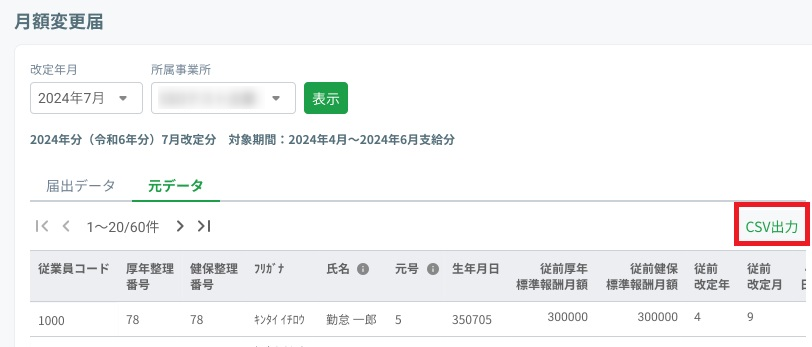 月額変更届
改定年月 所属事業所
2024年7月 表示
2024年分（令和6年分）7月改定分 対象期間：2024年4月～2024年6月支給分
届出データ 元データ
1～20/60件 CSV出力
従業員コード 厚年整理 健保整理 ﾌﾘｶﾞﾅ 氏名 元号 生年月日 従前厚年 従前健保 従前 従前
番号 番号 標準報酬月額 標準報酬月額 改定年 改定月
1000 78 78 ｷﾝﾀｲ ｲﾁﾛｳ 勤怠 一郎 5 350705 300000 300000 4 9